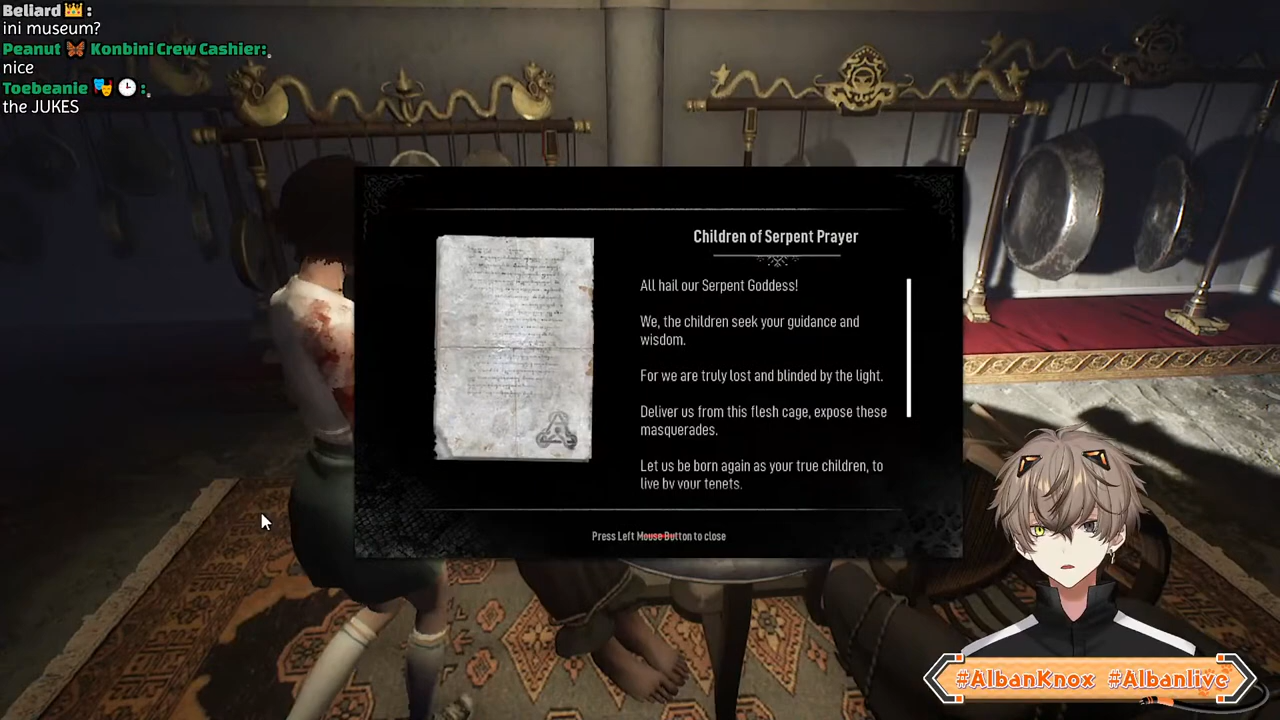 Beliard 👑 :
ini museum?
Peanut 🦋 Konbini Crew Cashier:
nice
Toebeanie 🎭 🕒 :
the JUKES
Children of Serpent Prayer
All hail our Serpent Goddess!
We, the children seek your guidance and
wisdom.
For we are truly lost and blinded by the light.
Deliver us from this flesh cage, expose these
masquerades.
Let us be born again as your true children, to
live by your tenets.
Press Left Mouse Button to close
#AlbanKnox #Albanlive